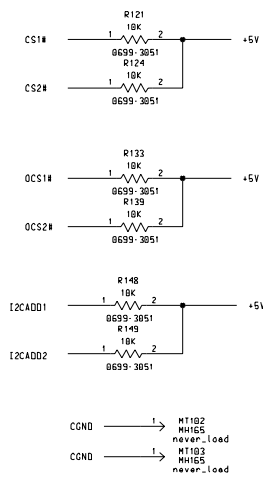 R121
10K
CS1# 1 2 +5V
0699-3051
R124
10K
CS2# 1 2
0699-3051
R133
10K
OCS1# 1 2 +5V
0699-3051
R139
10K
OCS2# 1 2
0699-3051
R148
10K
I2CADD1 1 2 +5V
0699-3051
R149
10K
I2CADD2 1 2
0699-3051
CGND 1 MT102
MH165
never_load
CGND 1 MT103
MH165
never_load